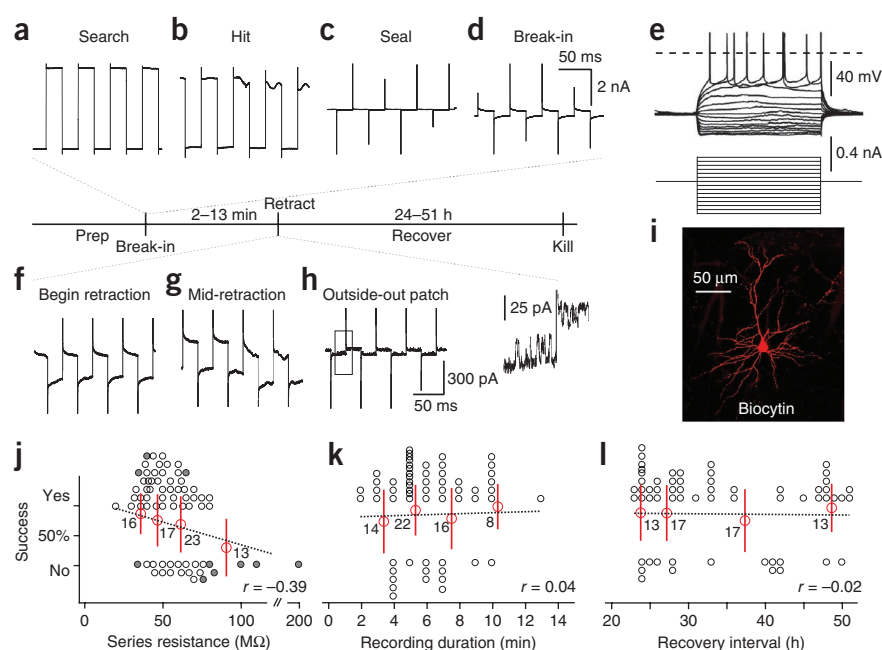 a
Search
b
Hit
c
Seal
d
Break-in
50 ms
2 nA
e
40 mV
0.4 nA
2–13 min
Retract
24–51 h
Prep
Break-in
Recover
Kill
f
Begin retraction
g
Mid-retraction
h
Outside-out patch
300 pA
50 ms
25 pA
i
50 µm
Biocytin
j
Success
Yes
50%
No
16
17
23
13
r = –0.39
0 50 100 // 200
Series resistance (MΩ)
k
14
22
16
8
r = 0.04
0 2 4 6 8 10 12 14
Recording duration (min)
l
13
17
17
13
r = –0.02
20 30 40 50
Recovery interval (h)